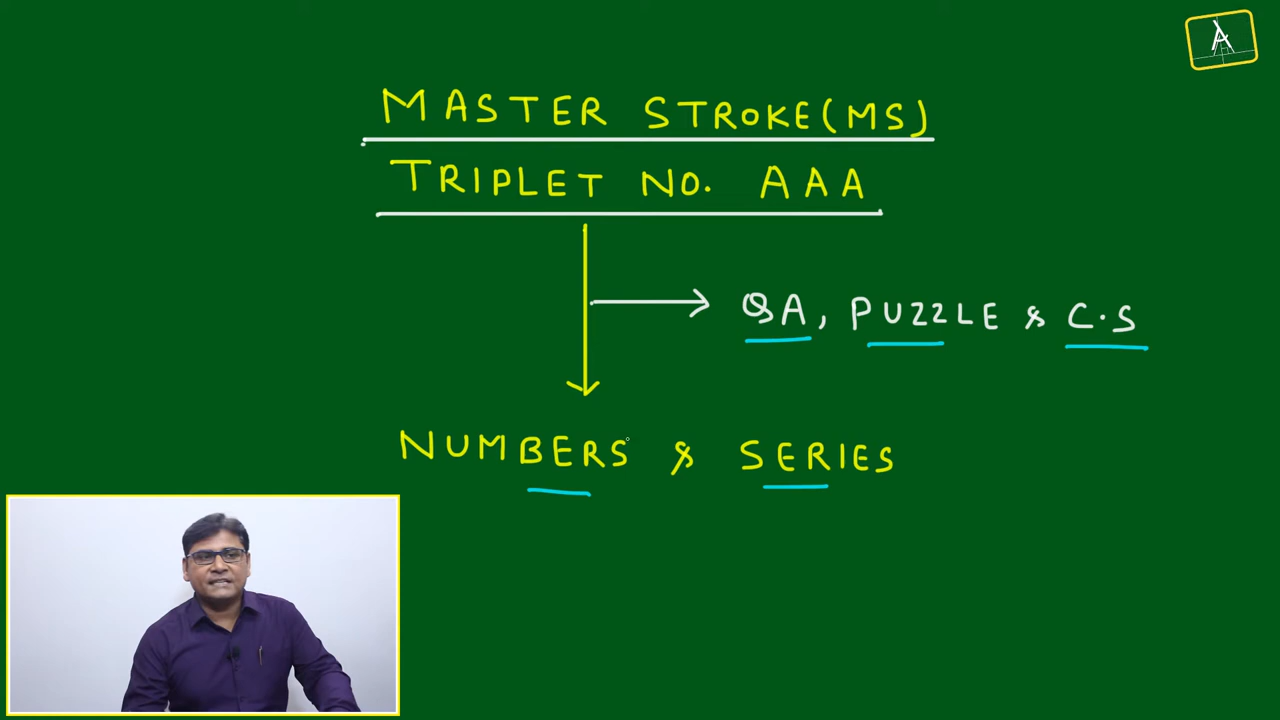 A
MASTER STROKE(MS)
TRIPLET NO. AAA
QA, PUZZLE & C.S
NUMBERS & SERIES